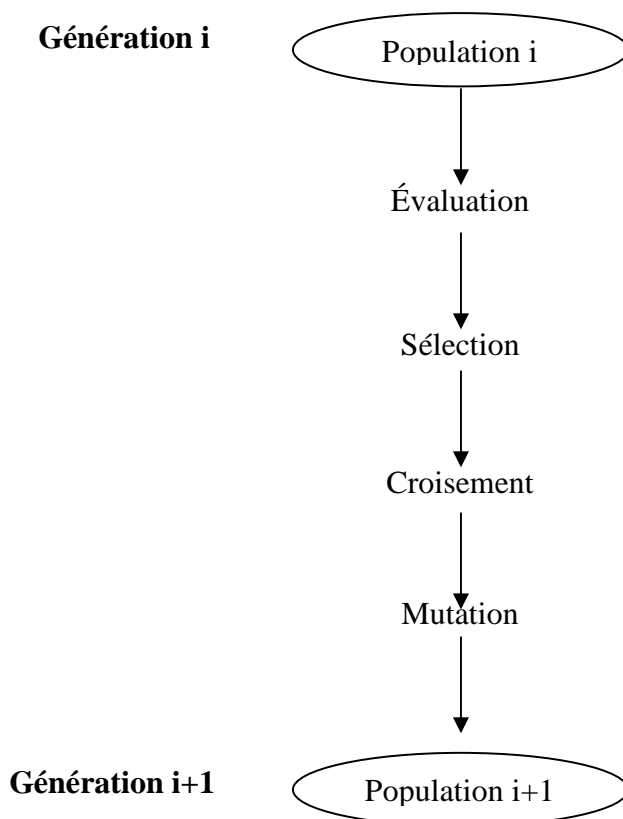 Génération i
Population i
Évaluation
Sélection
Croisement
Mutation
Génération i+1
Population i+1